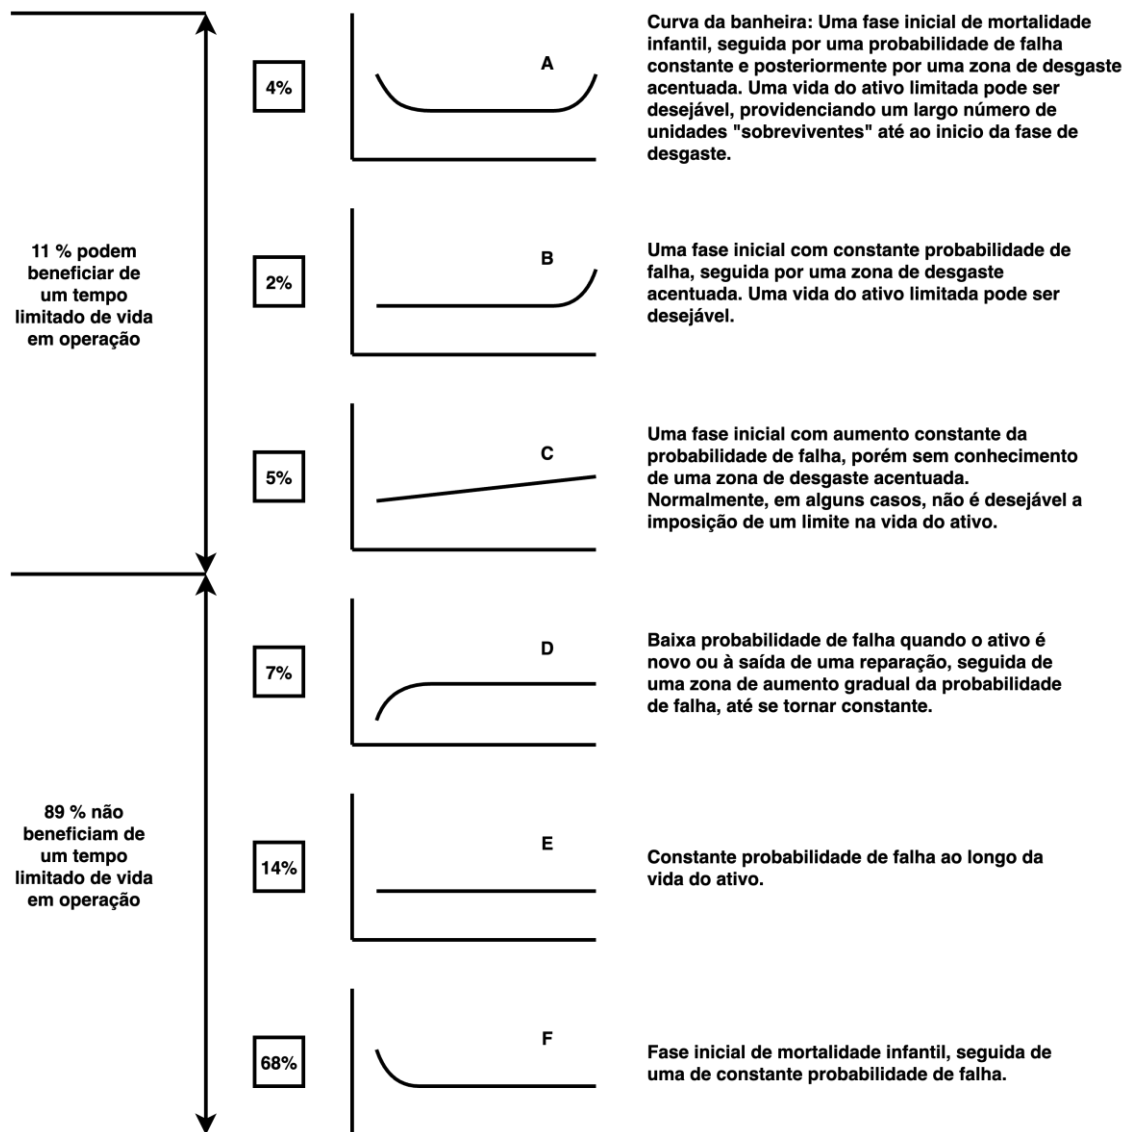 11 % podem
beneficiar de
um tempo
limitado de vida
em operação
4%
A
Curva da banheira: Uma fase inicial de mortalidade
infantil, seguida por uma probabilidade de falha
constante e posteriormente por uma zona de desgaste
acentuada. Uma vida do ativo limitada pode ser
desejável, providenciando um largo número de
unidades "sobreviventes" até ao inicio da fase de
desgaste.
2%
B
Uma fase inicial com constante probabilidade de
falha, seguida por uma zona de desgaste
acentuada. Uma vida do ativo limitada pode ser
desejável.
5%
C
Uma fase inicial com aumento constante da
probabilidade de falha, porém sem conhecimento
de uma zona de desgaste acentuada.
Normalmente, em alguns casos, não é desejável a
imposição de um limite na vida do ativo.
89 % não
beneficiam de
um tempo
limitado de vida
em operação
7%
D
Baixa probabilidade de falha quando o ativo é
novo ou à saída de uma reparação, seguida de
uma zona de aumento gradual da probabilidade
de falha, até se tornar constante.
14%
E
Constante probabilidade de falha ao longo da
vida do ativo.
68%
F
Fase inicial de mortalidade infantil, seguida de
uma de constante probabilidade de falha.